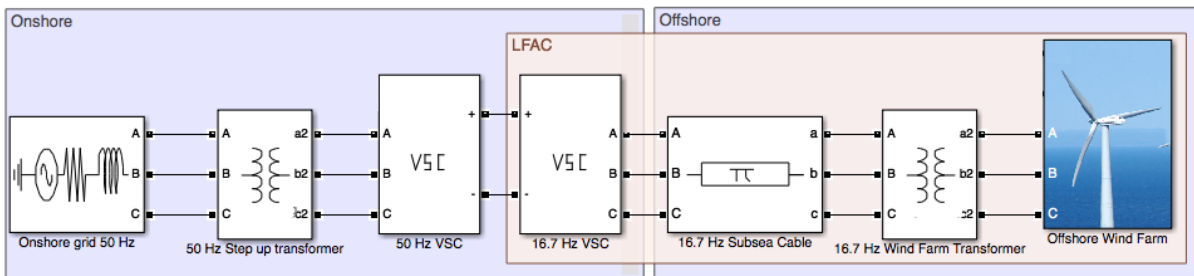 Onshore
Offshore
LFAC
A
B
C
Onshore grid 50 Hz
A
B
C
a2
b2
c2
50 Hz Step up transformer
A
B
C
VSC
+
-
50 Hz VSC
+
-
VSC
A
B
C
16.7 Hz VSC
A
B
C
a
b
c
π
16.7 Hz Subsea Cable
A
B
C
a2
b2
c2
16.7 Hz Wind Farm Transformer
A
B
C
Offshore Wind Farm